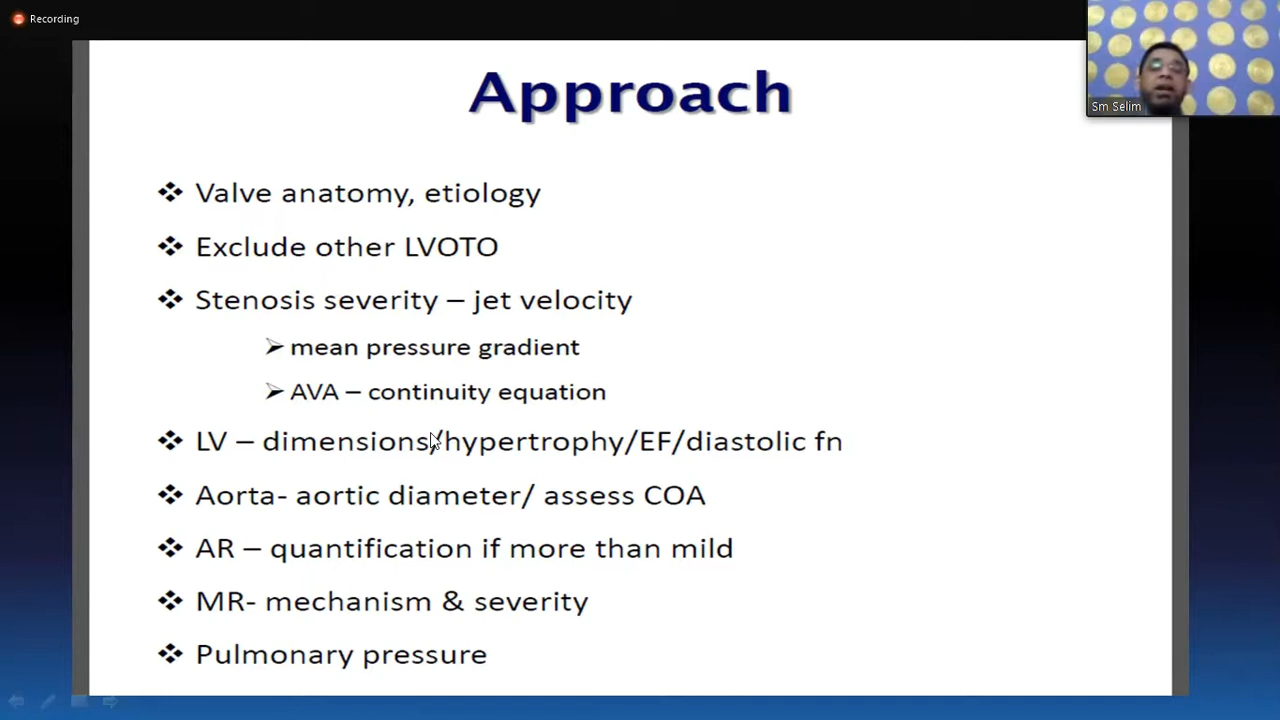 Recording
Sm Selim
Approach
Valve anatomy, etiology
Exclude other LVOTO
Stenosis severity – jet velocity
mean pressure gradient
AVA – continuity equation
LV – dimensions/hypertrophy/EF/diastolic fn
Aorta- aortic diameter/ assess COA
AR – quantification if more than mild
MR- mechanism & severity
Pulmonary pressure